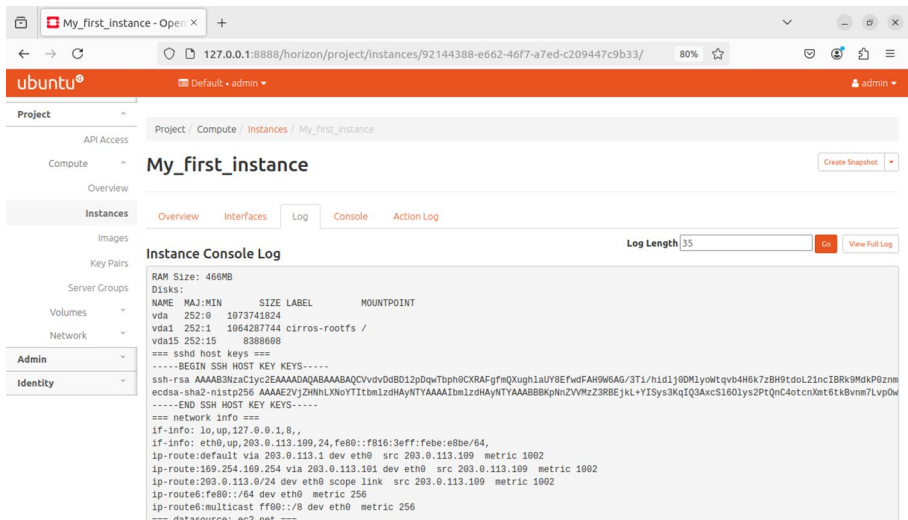 My_first_instance - Open
127.0.0.1:8888/horizon/project/instances/92144388-e662-46f7-a7ed-c209447c9b33/
80%
ubuntu®
Default • admin
admin
Project
API Access
Compute
Overview
Instances
Images
Key Pairs
Server Groups
Volumes
Network
Admin
Identity
Project / Compute / Instances / My_first_instance
My_first_instance
Create Snapshot
Overview Interfaces Log Console Action Log
Instance Console Log
Log Length 35 Go View Full Log
RAM Size: 466MB
Disks:
NAME MAJ:MIN SIZE LABEL MOUNTPOINT
vda 252:0 1073741824
vda1 252:1 1064287744 cirros-rootfs /
vda15 252:15 8388608
=== sshd host keys ===
-----BEGIN SSH HOST KEY KEYS-----
ssh-rsa
ecdsa-sha2-nistp256
-----END SSH HOST KEY KEYS-----
=== network info ===
if-info: lo,up,127.0.0.1,8,,
if-info: eth0,up,203.0.113.109,24,fe80::f816:3eff:febe:e8be/64,
ip-route:default via 203.0.113.1 dev eth0 src 203.0.113.109 metric 1002
ip-route:169.254.169.254 via 203.0.113.101 dev eth0 src 203.0.113.109 metric 1002
ip-route:203.0.113.0/24 dev eth0 scope link src 203.0.113.109 metric 1002
ip-route6:fe80::/64 dev eth0 metric 256
ip-route6:multicast ff00::/8 dev eth0 metric 256
=== datasource: ec2 net ===